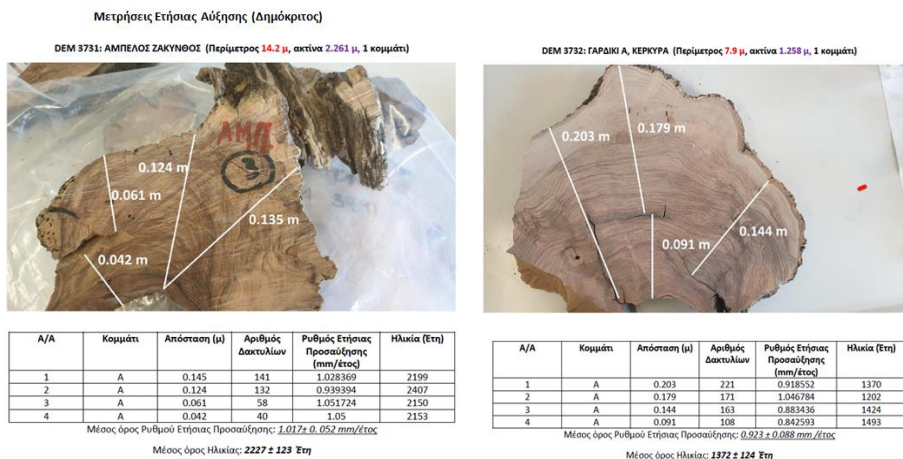 Μετρήσεις Ετήσιας Αύξησης (Δημόκριτος)
DEM 3731: ΑΜΠΕΛΟΣ ΖΑΚΥΝΘΟΣ (Περίμετρος 14.2 μ, ακτίνα 2.261 μ, 1 κομμάτι)
ΑΜΠ.
0.124 m
0.061 m
0.135 m
0.042 m
Α/Α Κομμάτι Απόσταση (μ) Αριθμός Δακτυλίων Ρυθμός Ετήσιας Προσαύξησης (mm/έτος) Ηλικία (Έτη)
1 Α 0.145 141 1.028369 2199
2 Α 0.124 132 0.939394 2407
3 Α 0.061 58 1.051724 2150
4 Α 0.042 40 1.05 2153
Μέσος όρος Ρυθμού Ετήσιας Προσαύξησης: 1.017± 0. 052 mm/έτος
Μέσος όρος Ηλικίας: 2227 ± 123 Έτη
DEM 3732: ΓΑΡΔΙΚΙ Α, ΚΕΡΚΥΡΑ (Περίμετρος 7.9 μ, ακτίνα 1.258 μ, 1 κομμάτι)
0.179 m
0.203 m
0.091 m
0.144 m
Α/Α Κομμάτι Απόσταση (μ) Αριθμός Δακτυλίων Ρυθμός Ετήσιας Προσαύξησης (mm/έτος) Ηλικία (Έτη)
1 Α 0.203 221 0.918552 1370
2 Α 0.179 171 1.046784 1202
3 Α 0.144 163 0.883436 1424
4 Α 0.091 108 0.842593 1493
Μέσος όρος Ρυθμού Ετήσιας Προσαύξησης: 0.923 ± 0.088 mm /έτος
Μέσος όρος Ηλικίας: 1372 ± 124 Έτη